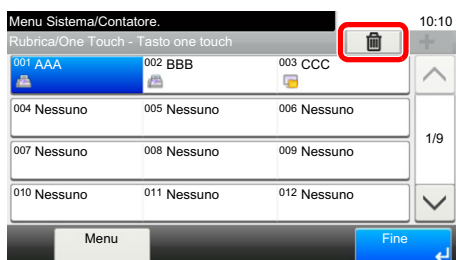 Menu Sistema/Contatore. 10:10
Rubrica/One Touch - Tasto one touch
001 AAA 002 BBB 003 CCC
004 Nessuno 005 Nessuno 006 Nessuno
1/9
007 Nessuno 008 Nessuno 009 Nessuno
010 Nessuno 011 Nessuno 012 Nessuno
Menu Fine